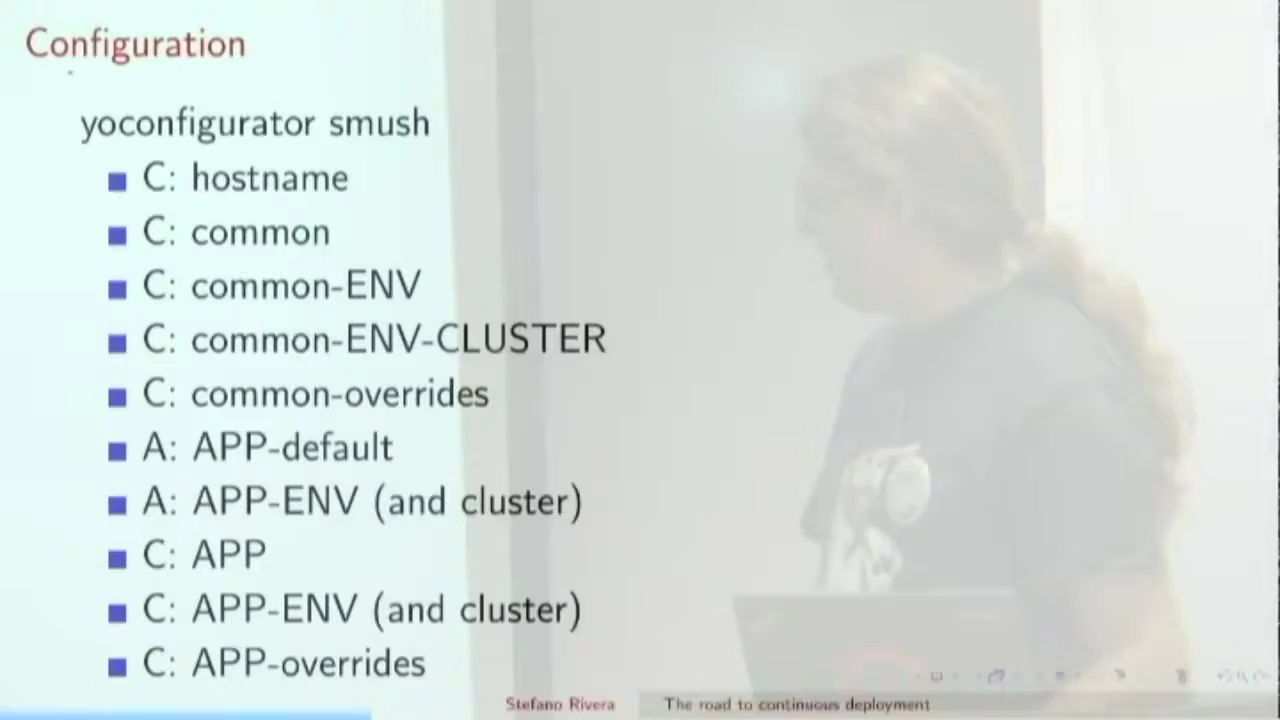 Configuration
yoconfigurator smush
C: hostname
C: common
C: common-ENV
C: common-ENV-CLUSTER
C: common-overrides
A: APP-default
A: APP-ENV (and cluster)
C: APP
C: APP-ENV (and cluster)
C: APP-overrides
Stefano Rivera The road to continuous deployment